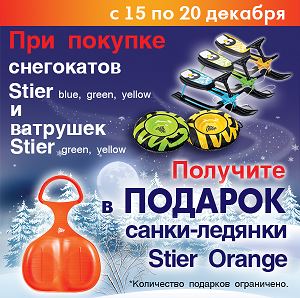 с 15 по 20 декабря
При покупке
снегокатов
Stier blue, green, yellow
и
ватрушек
Stier green, yellow
Получите
в ПОДАРОК
санки-ледянки
Stier Orange
*Количество подарков ограничено.